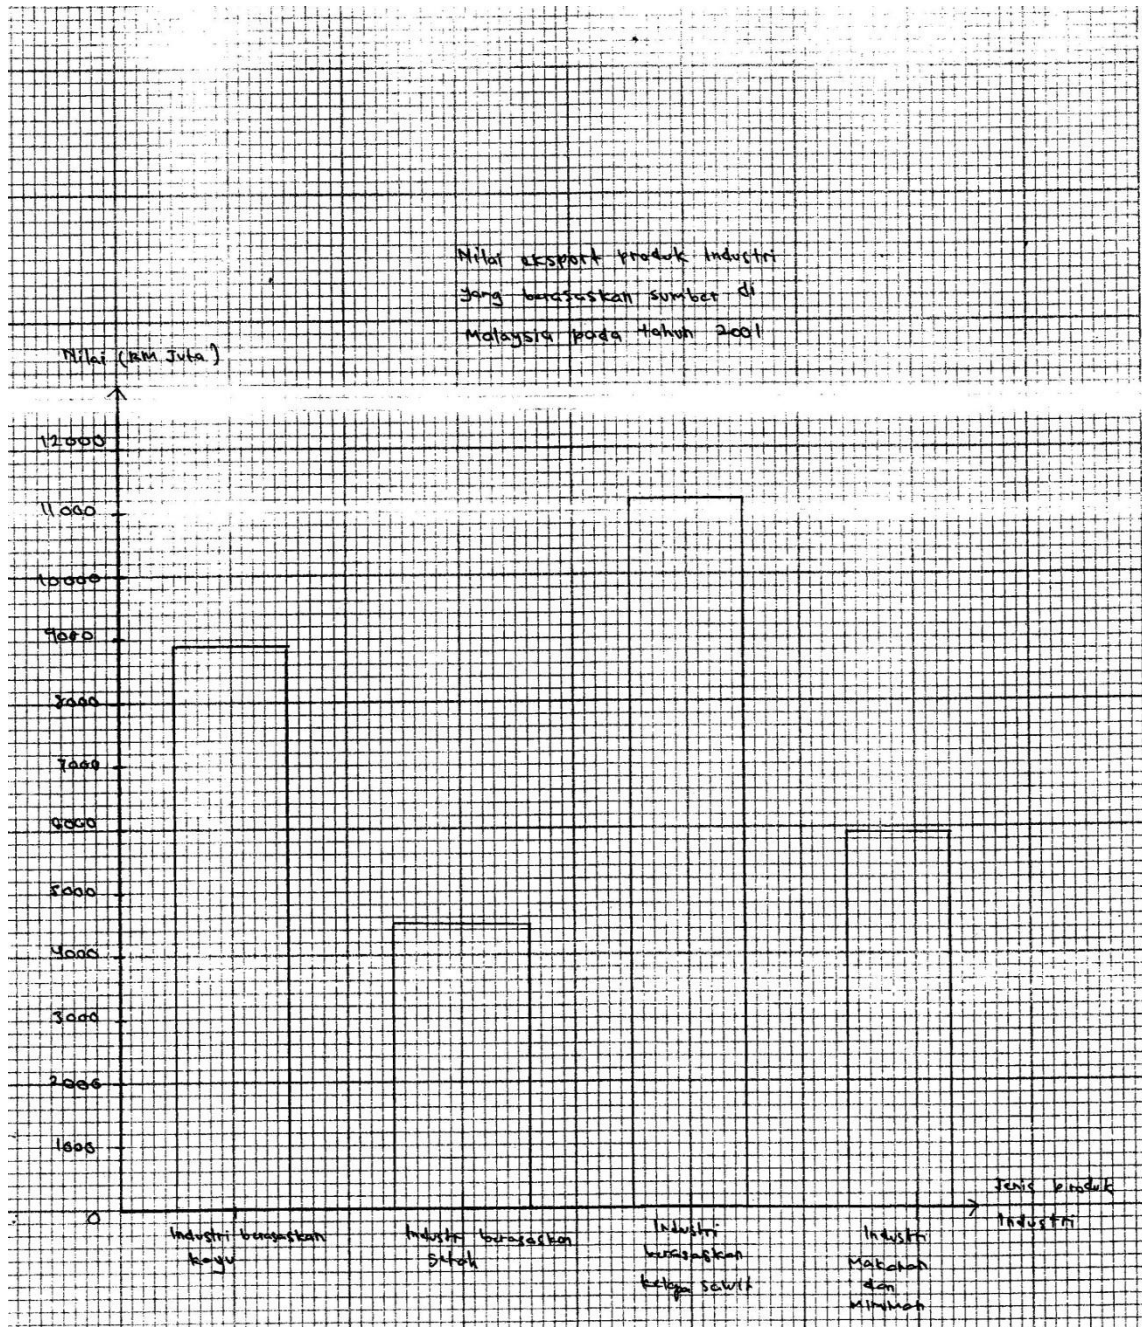 Nilai eksport produk Industri
yang berasaskan sumber di
Malaysia pada tahun 2001
Nilai (RM Juta)
12000
11000
10000
9000
8000
7000
6000
5000
4000
3000
2000
1000
0
Jenis produk
Industri
Industri berasaskan
kayu
Industri berasaskan
Getah
Industri
berasaskan
kelapa sawit
Industri
Makanan
dan
Minuman